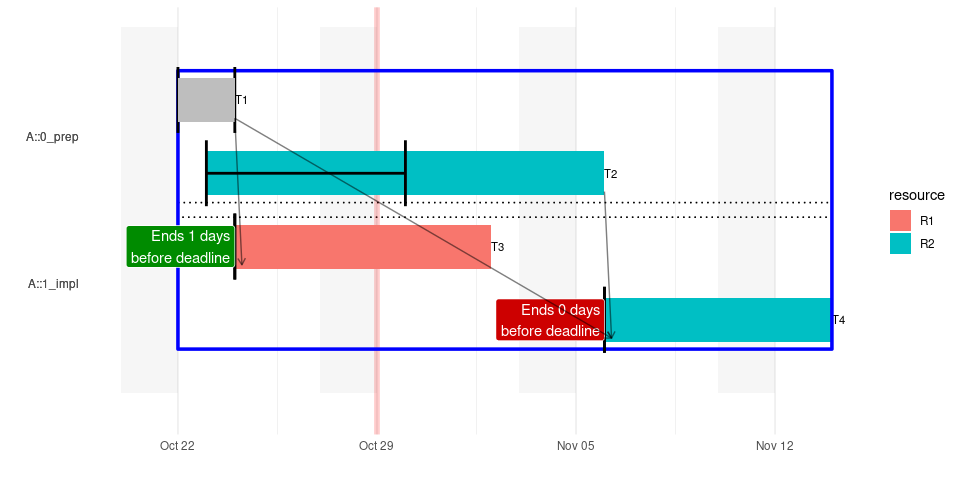 T1
A::0_prep
T2
resource
R1
R2
Ends 1 days
before deadline
T3
A::1_impl
Ends 0 days
before deadline
T4
Oct 22
Oct 29
Nov 05
Nov 12